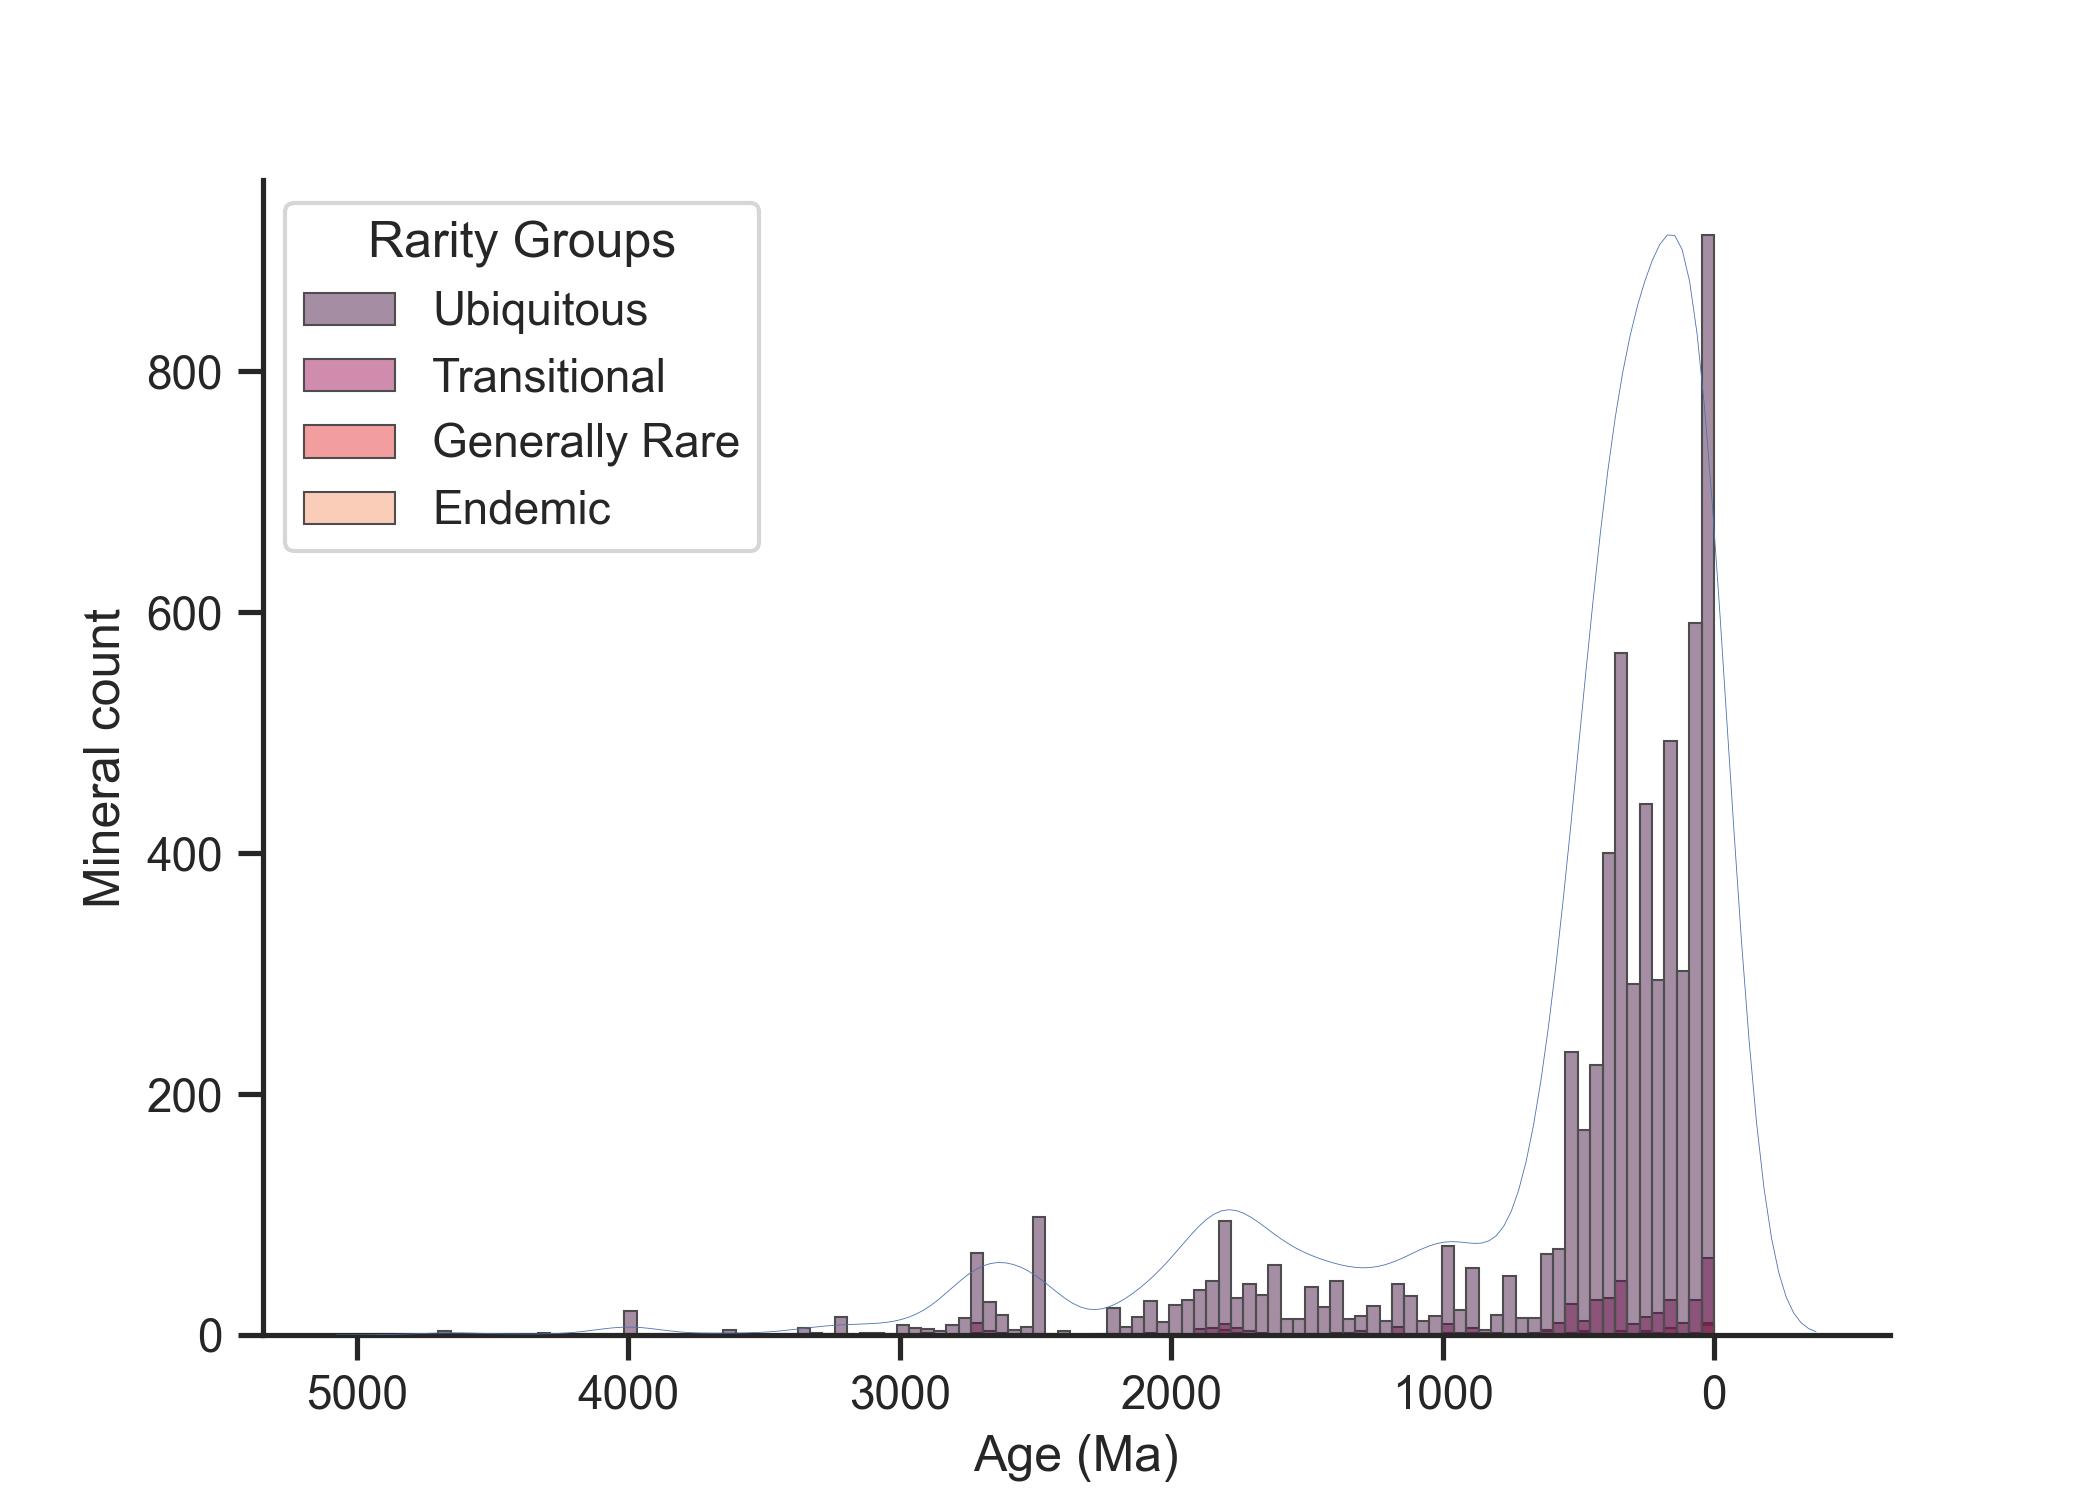 Rarity Groups
Ubiquitous
Transitional
Generally Rare
Endemic
Mineral count
800
600
400
200
0
5000 4000 3000 2000 1000 0
Age (Ma)